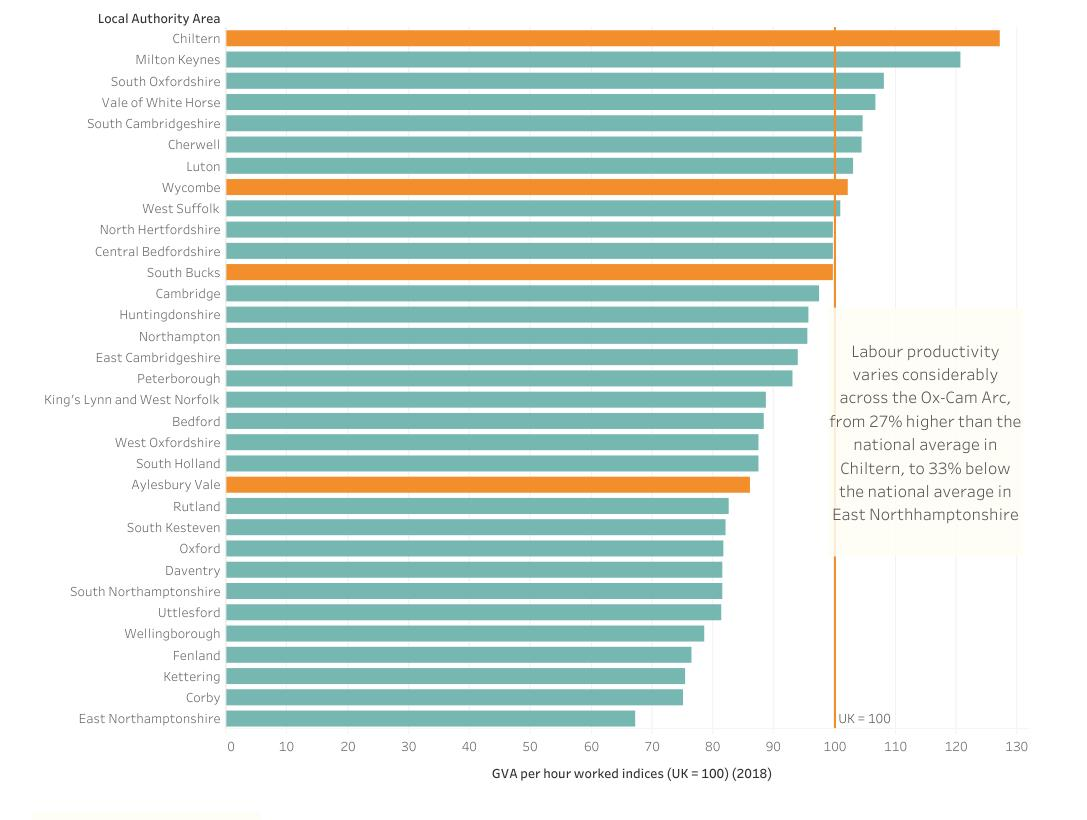 Local Authority Area
Chiltern
Milton Keynes
South Oxfordshire
Vale of White Horse
South Cambridgeshire
Cherwell
Luton
Wycombe
West Suffolk
North Hertfordshire
Central Bedfordshire
South Bucks
Cambridge
Huntingdonshire
Northampton
East Cambridgeshire
Peterborough
King's Lynn and West Norfolk
Bedford
West Oxfordshire
South Holland
Aylesbury Vale
Rutland
South Kesteven
Oxford
Daventry
South Northamptonshire
Uttlesford
Wellingborough
Fenland
Kettering
Corby
East Northamptonshire
Labour productivity
varies considerably
across the Ox-Cam Arc,
from 27% higher than the
national average in
Chiltern, to 33% below
the national average in
East Northhamptonshire
UK = 100
0 10 20 30 40 50 60 70 80 90 100 110 120 130
GVA per hour worked indices (UK = 100) (2018)